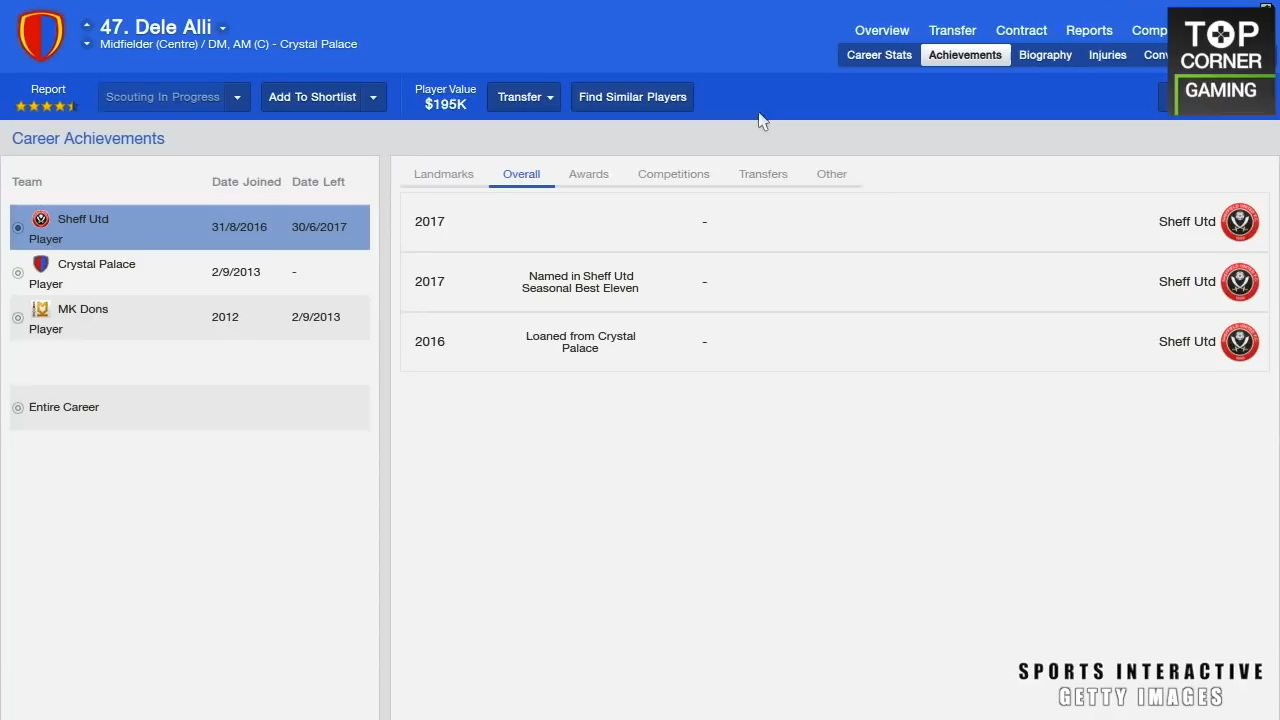 47. Dele Alli
Midfielder (Centre) / DM, AM (C) - Crystal Palace
Overview Transfer Contract Reports Comp
Career Stats Achievements Biography Injuries Conv
TOP
CORNER
GAMING
Report
Scouting In Progress
Add To Shortlist
Player Value
$195K
Transfer
Find Similar Players
Career Achievements
Team Date Joined Date Left
Sheff Utd
Player
31/8/2016 30/6/2017
Crystal Palace
Player
2/9/2013 -
MK Dons
Player
2012 2/9/2013
Entire Career
Landmarks Overall Awards Competitions Transfers Other
2017 - Sheff Utd
2017 Named in Sheff Utd
Seasonal Best Eleven - Sheff Utd
2016 Loaned from Crystal
Palace - Sheff Utd
SPORTS INTERACTIVE
GETTY IMAGES